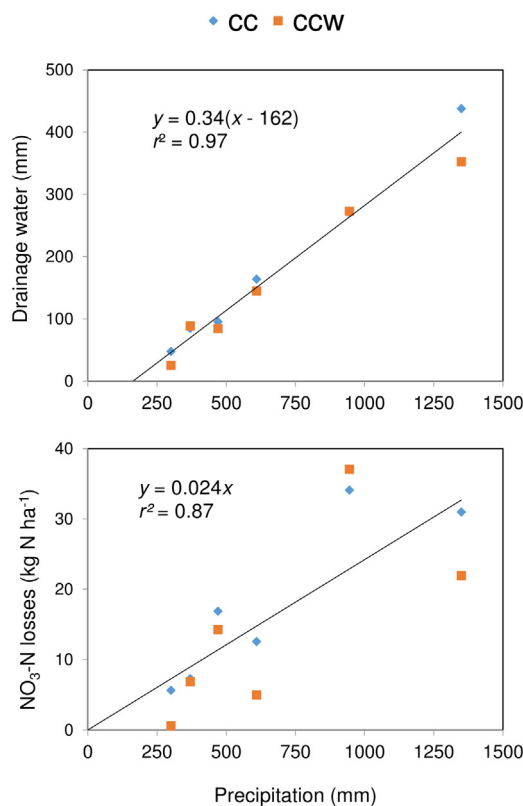 CC CCW
500
400
300
200
100
0
Drainage water (mm)
y = 0.34(x - 162)
r² = 0.97
0 250 500 750 1000 1250 1500
40
30
20
10
0
NO₃-N losses (kg N ha⁻¹)
y = 0.024x
r² = 0.87
0 250 500 750 1000 1250 1500
Precipitation (mm)